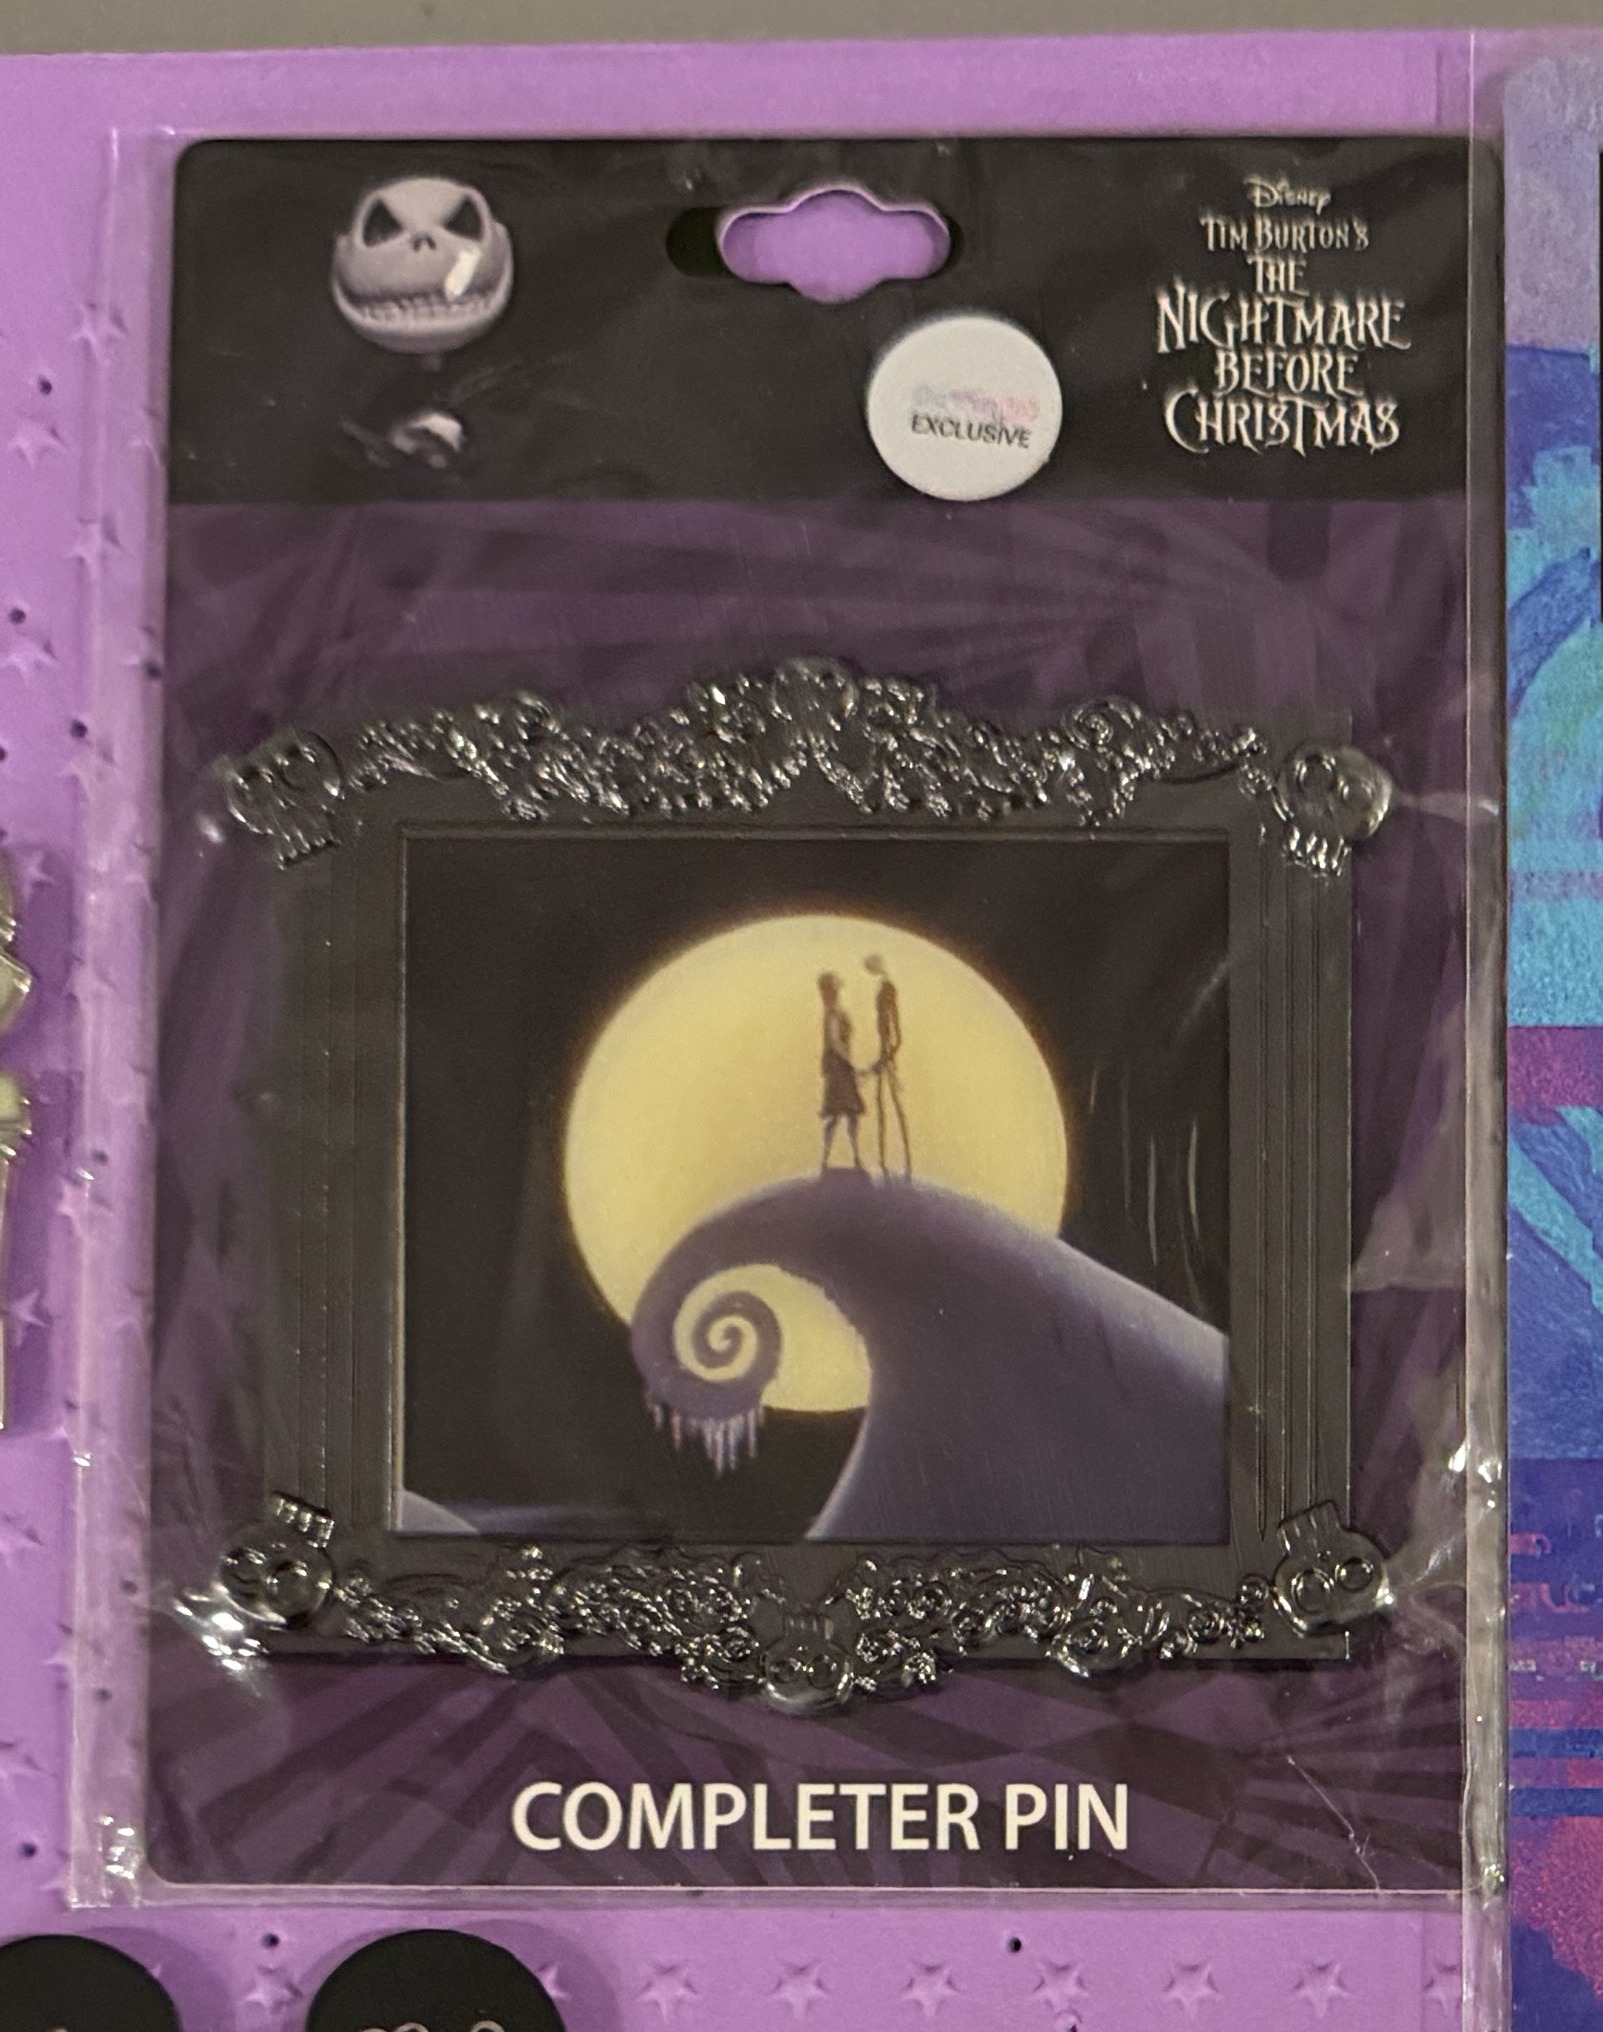 Disney
Tim Burton's
The
Nightmare
Before
Christmas
EXCLUSIVE
COMPLETER PIN